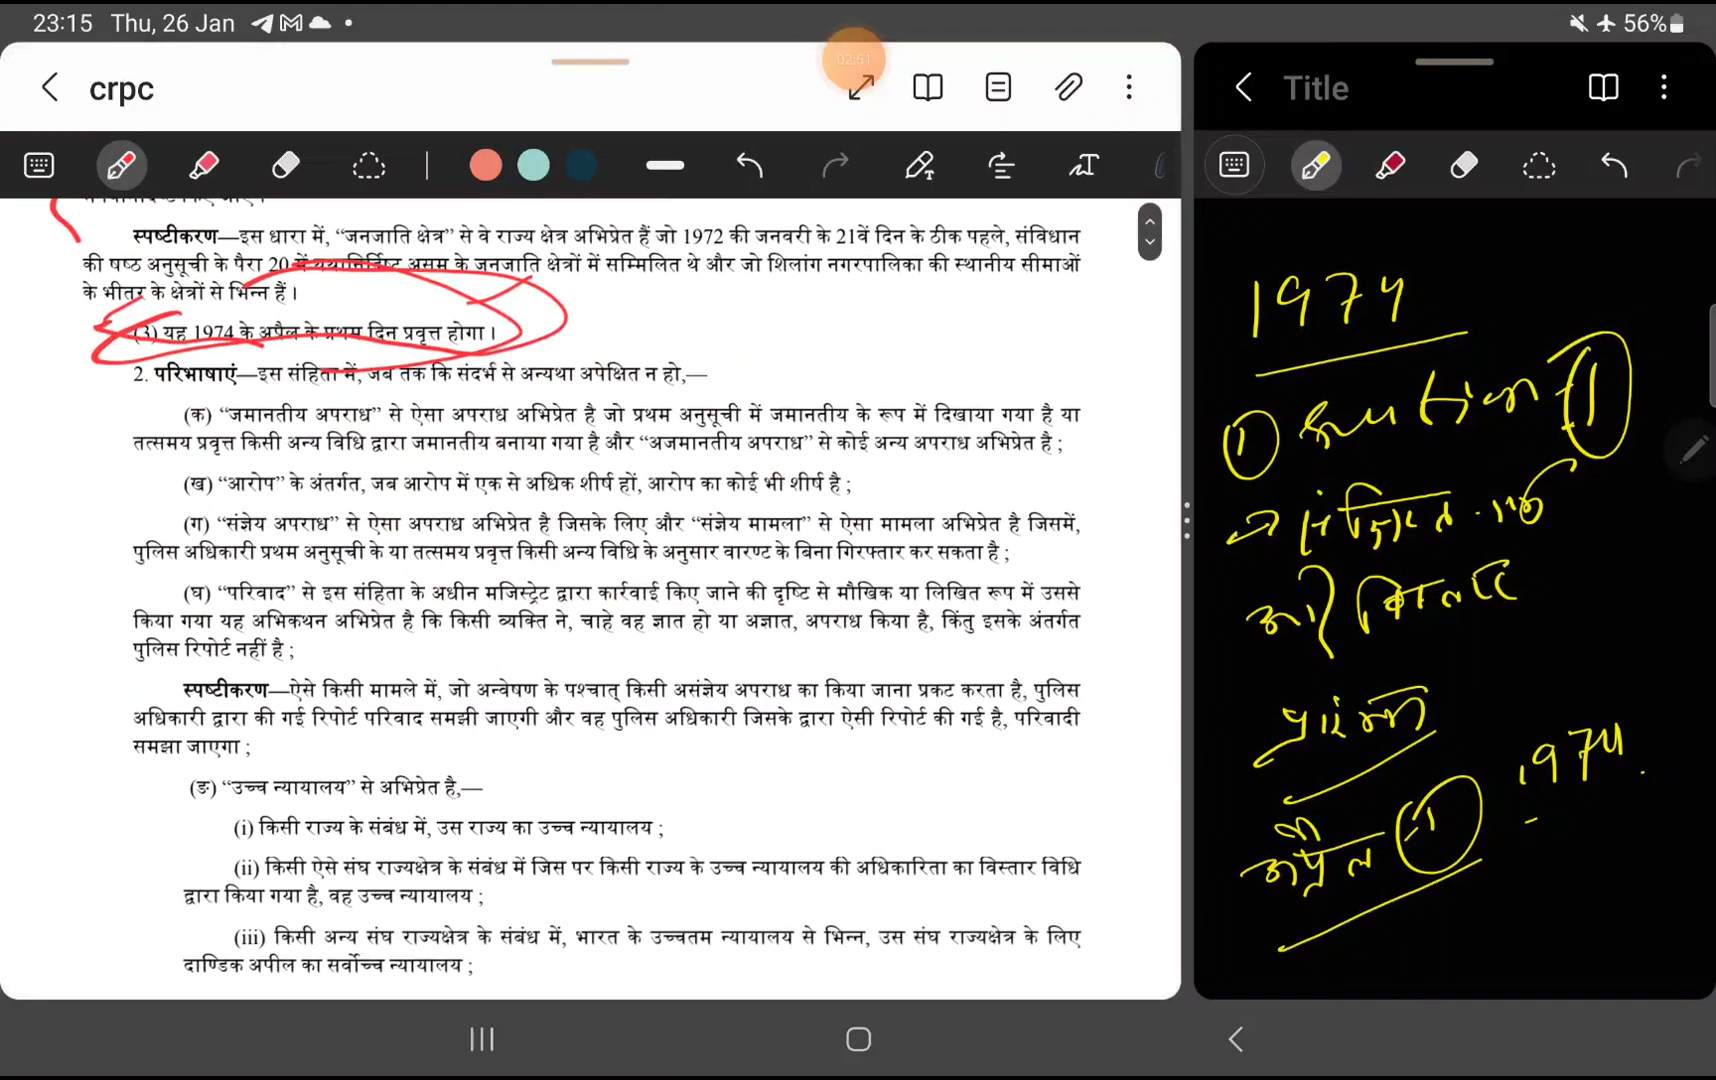 23:15 Thu, 26 Jan
56%
02:51
crpc
Title
स्पष्टीकरण—इस धारा में, “जनजाति क्षेत्र” से वे राज्य क्षेत्र अभिप्रेत हैं जो 1972 की जनवरी के 21वें दिन के ठीक पहले, संविधान
की षष्ठ अनुसूची के पैरा 20 में यथानिर्दिष्ट असम के जनजाति क्षेत्रों में सम्मिलित थे और जो शिलांग नगरपालिका की स्थानीय सीमाओं
के भीतर के क्षेत्रों से भिन्न हैं ।
(3) यह 1974 के अप्रैल के प्रथम दिन प्रवृत्त होगा ।
2. परिभाषाएं—इस संहिता में, जब तक कि संदर्भ से अन्यथा अपेक्षित न हो,—
(क) “जमानतीय अपराध” से ऐसा अपराध अभिप्रेत है जो प्रथम अनुसूची में जमानतीय के रूप में दिखाया गया है या
तत्समय प्रवृत्त किसी अन्य विधि द्वारा जमानतीय बनाया गया है और “अजमानतीय अपराध” से कोई अन्य अपराध अभिप्रेत है ;
(ख) “आरोप” के अंतर्गत, जब आरोप में एक से अधिक शीर्ष हों, आरोप का कोई भी शीर्ष है ;
(ग) “संज्ञेय अपराध” से ऐसा अपराध अभिप्रेत है जिसके लिए और “संज्ञेय मामला” से ऐसा मामला अभिप्रेत है जिसमें,
पुलिस अधिकारी प्रथम अनुसूची के या तत्समय प्रवृत्त किसी अन्य विधि के अनुसार वारण्ट के बिना गिरफ्तार कर सकता है ;
(घ) “परिवाद” से इस संहिता के अधीन मजिस्ट्रेट द्वारा कार्रवाई किए जाने की दृष्टि से मौखिक या लिखित रूप में उससे
किया गया यह अभिकथन अभिप्रेत है कि किसी व्यक्ति ने, चाहे वह ज्ञात हो या अज्ञात, अपराध किया है, किंतु इसके अंतर्गत
पुलिस रिपोर्ट नहीं है ;
स्पष्टीकरण—ऐसे किसी मामले में, जो अन्वेषण के पश्चात् किसी असंज्ञेय अपराध का किया जाना प्रकट करता है, पुलिस
अधिकारी द्वारा की गई रिपोर्ट परिवाद समझी जाएगी और वह पुलिस अधिकारी जिसके द्वारा ऐसी रिपोर्ट की गई है, परिवादी
समझा जाएगा ;
(ङ) “उच्च न्यायालय” से अभिप्रेत है,—
(i) किसी राज्य के संबंध में, उस राज्य का उच्च न्यायालय ;
(ii) किसी ऐसे संघ राज्यक्षेत्र के संबंध में जिस पर किसी राज्य के उच्च न्यायालय की अधिकारिता का विस्तार विधि
द्वारा किया गया है, वह उच्च न्यायालय ;
(iii) किसी अन्य संघ राज्यक्षेत्र के संबंध में, भारत के उच्चतम न्यायालय से भिन्न, उस संघ राज्यक्षेत्र के लिए
दाण्डिक अपील का सर्वोच्च न्यायालय ;
1974
①
1
और विस्तार
प्रारंभ
1974.
अप्रैल 1